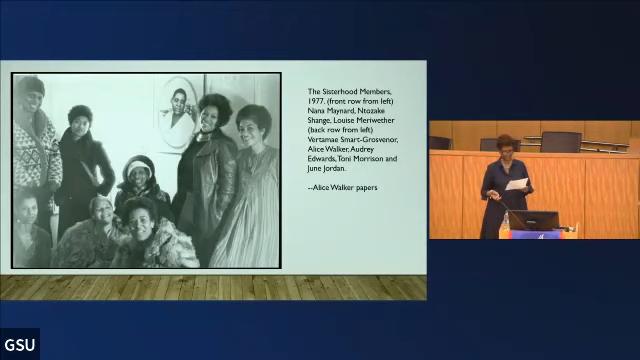 The Sisterhood Members,
1977. (front row from left)
Nana Maynard, Ntozake
Shange, Louise Meriwether
(back row from left)
Vertamae Smart-Grosvenor,
Alice Walker, Audrey
Edwards, Toni Morrison and
June Jordan.
--Alice Walker papers
GSU